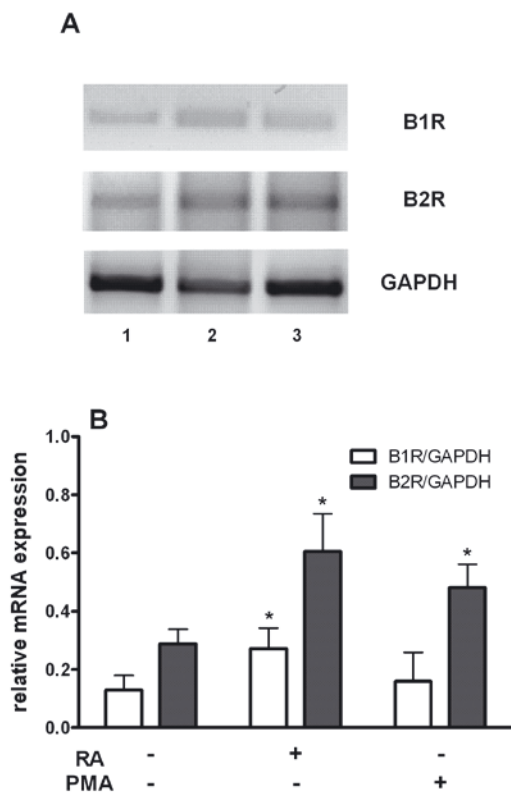 A
B1R
B2R
GAPDH
1 2 3
B
1.0
0.8
0.6
0.4
0.2
0.0
relative mRNA expression
B1R/GAPDH
B2R/GAPDH
* * *
RA - + -
PMA - - +